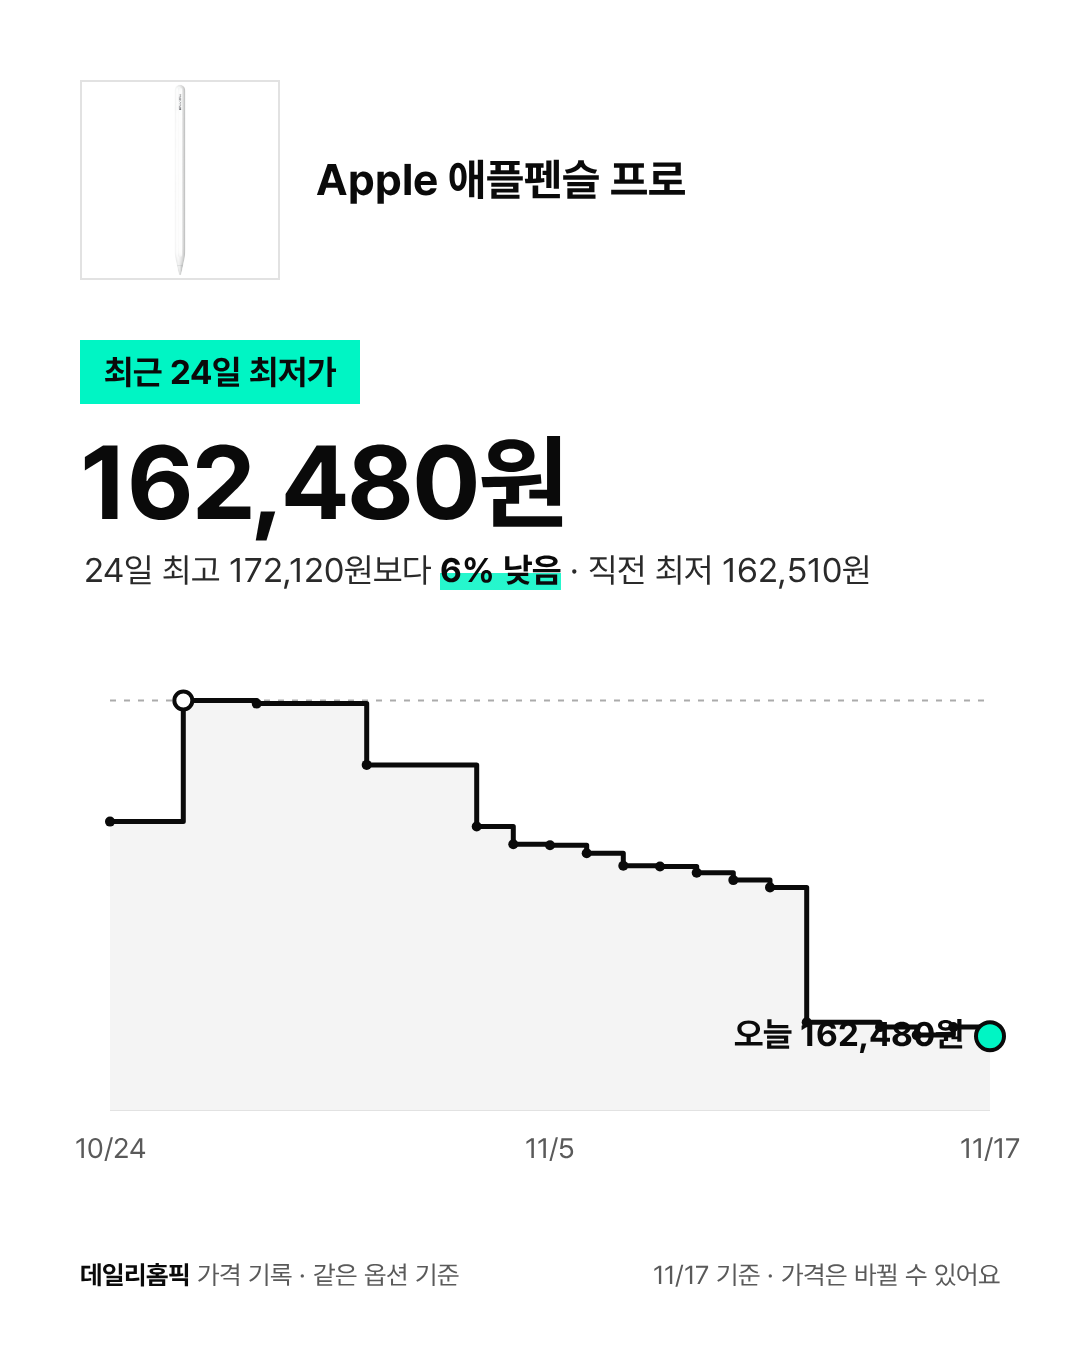 Apple 애플펜슬 프로
최근 24일 최저가
162,480원
24일 최고 172,120원보다 6% 낮음 · 직전 최저 162,510원
오늘 162,480원
10/24 11/5 11/17
데일리홈픽 가격 기록 · 같은 옵션 기준 11/17 기준 · 가격은 바뀔 수 있어요